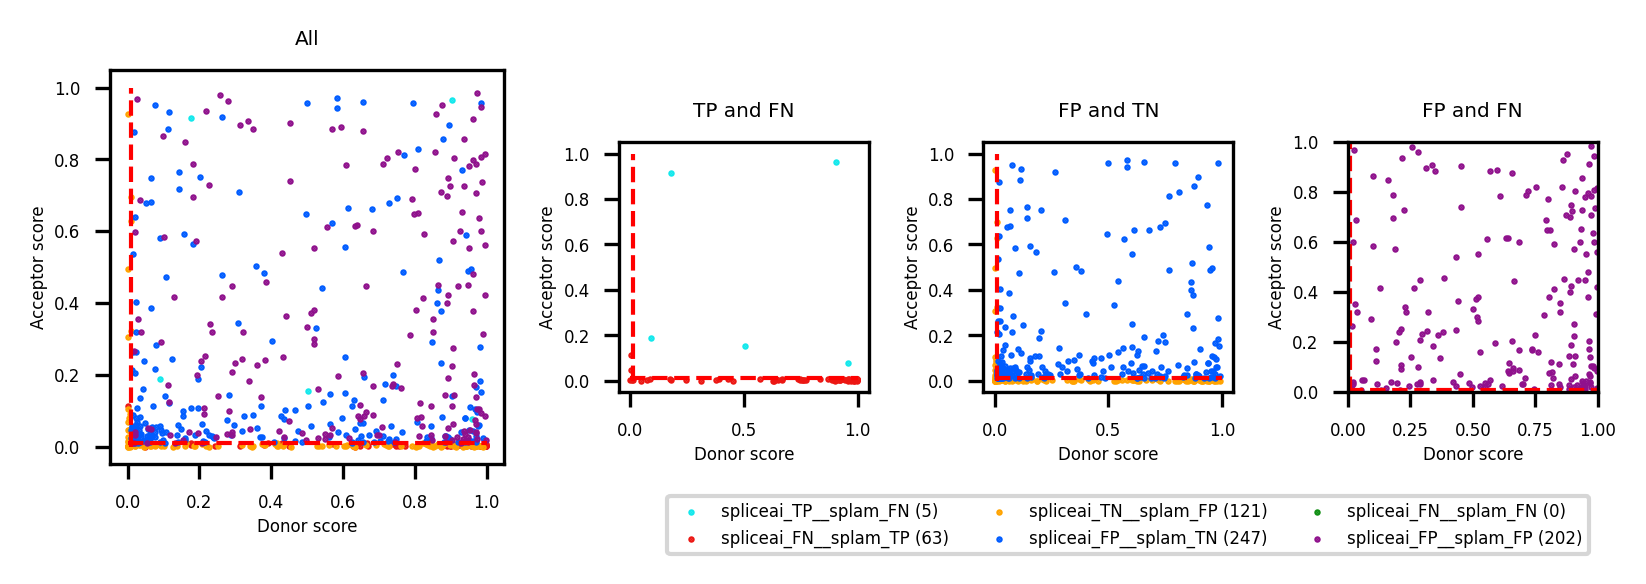 All
TP and FN
FP and TN
FP and FN
Acceptor score
1.0
0.8
0.6
0.4
0.2
0.0
0.0 0.2 0.4 0.6 0.8 1.0
Donor score
Acceptor score
1.0
0.8
0.6
0.4
0.2
0.0
0.0 0.5 1.0
Donor score
Acceptor score
1.0
0.8
0.6
0.4
0.2
0.0
0.0 0.5 1.0
Donor score
Acceptor score
1.0
0.8
0.6
0.4
0.2
0.0
0.00 0.25 0.50 0.75 1.00
Donor score
spliceai_TP__splam_FN (5)
spliceai_FN__splam_TP (63)
spliceai_TN__splam_FP (121)
spliceai_FP__splam_TN (247)
spliceai_FN__splam_FN (0)
spliceai_FP__splam_FP (202)